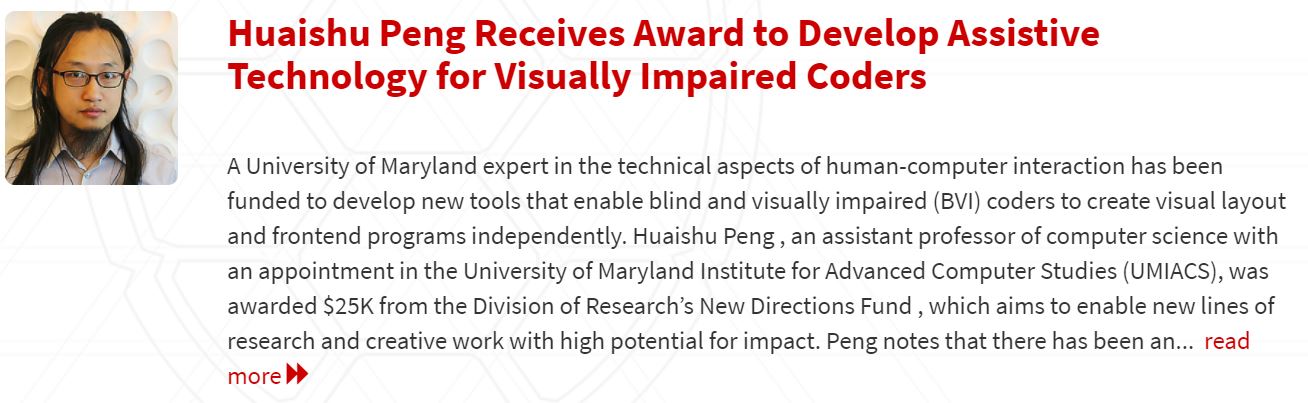 Huaishu Peng Receives Award to Develop Assistive
Technology for Visually Impaired Coders
A University of Maryland expert in the technical aspects of human-computer interaction has been
funded to develop new tools that enable blind and visually impaired (BVI) coders to create visual layout
and frontend programs independently. Huaishu Peng , an assistant professor of computer science with
an appointment in the University of Maryland Institute for Advanced Computer Studies (UMIACS), was
awarded $25K from the Division of Research’s New Directions Fund , which aims to enable new lines of
research and creative work with high potential for impact. Peng notes that there has been an... read
more